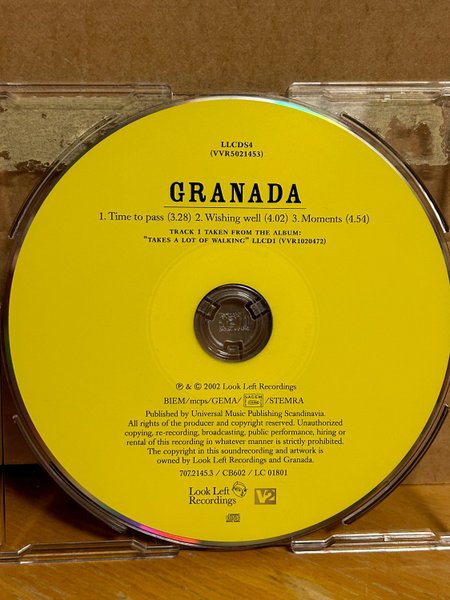 LLCDS4
(VVR5021453)
GRANADA
1. Time to pass (3.28) 2. Wishing well (4.02) 3. Moments (4.54)
TRACK 1 TAKEN FROM THE ALBUM:
"TAKES A LOT OF WALKING" LLCD1 (VVR1020472)
℗ & © 2002 Look Left Recordings
BIEM/mcps/GEMA/ SACEM /STEMRA
Published by Universal Music Publishing Scandinavia.
All rights of the producer and copyright reserved. Unauthorized
copying, re-recording, broadcasting, public performance, hiring or
rental of this recording in whatever manner is strictly prohibited.
The copyright in this soundrecording and artwork is
owned by Look Left Recordings and Granada.
707.2145.3 / CB602 / LC 01801
Look Left
Recordings
V2